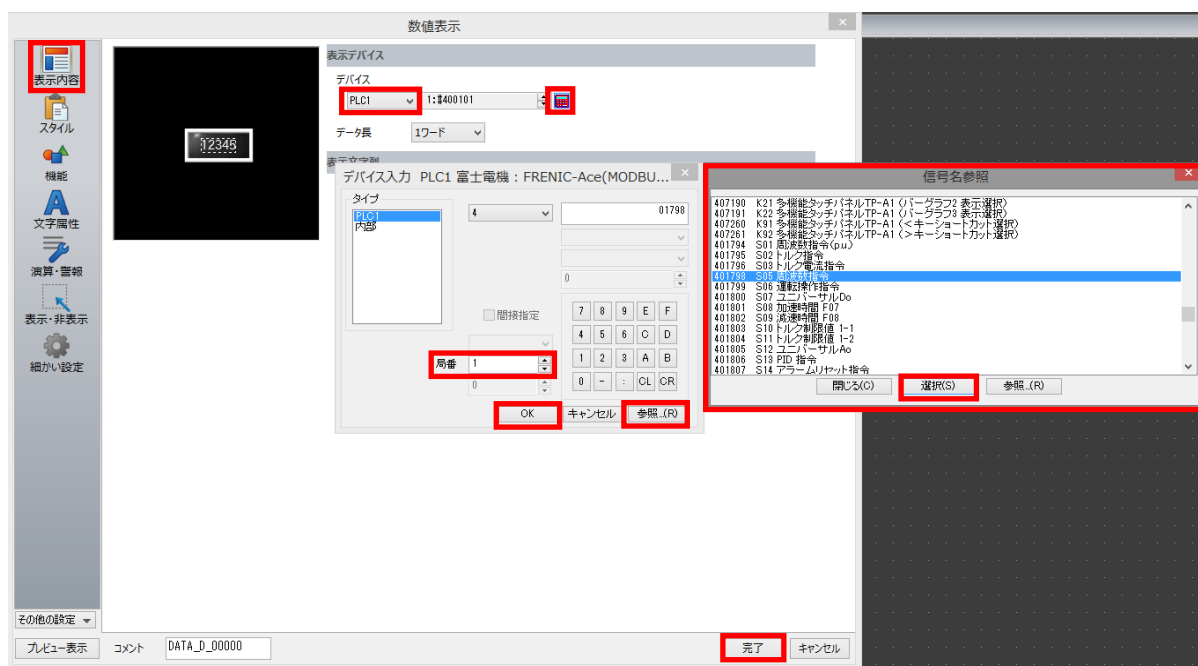 数値表示
表示内容
スタイル
機能
文字属性
演算・警報
表示・非表示
細かい設定
その他の設定
12345
表示デバイス
デバイス
PLC1
1:#400101
データ長
1ワード
表示文字列
デバイス入力 PLC1 富士電機：FRENIC-Ace(MODBU...
タイプ
PLC1
内部
4
01798
0
間接指定
局番
1
0
7 8 9 E F
4 5 6 C D
1 2 3 A B
0 - : CL CR
OK
キャンセル
参照..(R)
信号名参照
407190 K21 多機能タッチパネルTP-A1 (バーグラフ2 表示選択)
407191 K22 多機能タッチパネルTP-A1 (バーグラフ3 表示選択)
407260 K91 多機能タッチパネルTP-A1 (<キーショートカット選択)
407261 K92 多機能タッチパネルTP-A1 (>キーショートカット選択)
401794 S01 周波数指令(p.u.)
401795 S02 トルク指令
401796 S03 トルク電流指令
401798 S05 周波数指令
401799 S06 運転操作指令
401800 S07 ユニバーサルDo
401801 S08 加速時間 F07
401802 S09 減速時間 F08
401803 S10 トルク制限値 1-1
401804 S11 トルク制限値 1-2
401805 S12 ユニバーサルAo
401806 S13 PID 指令
401807 S14 アラームリセット指令
閉じる(C)
選択(S)
参照..(R)
プレビュー表示
コメント
DATA_D_00000
完了
キャンセル